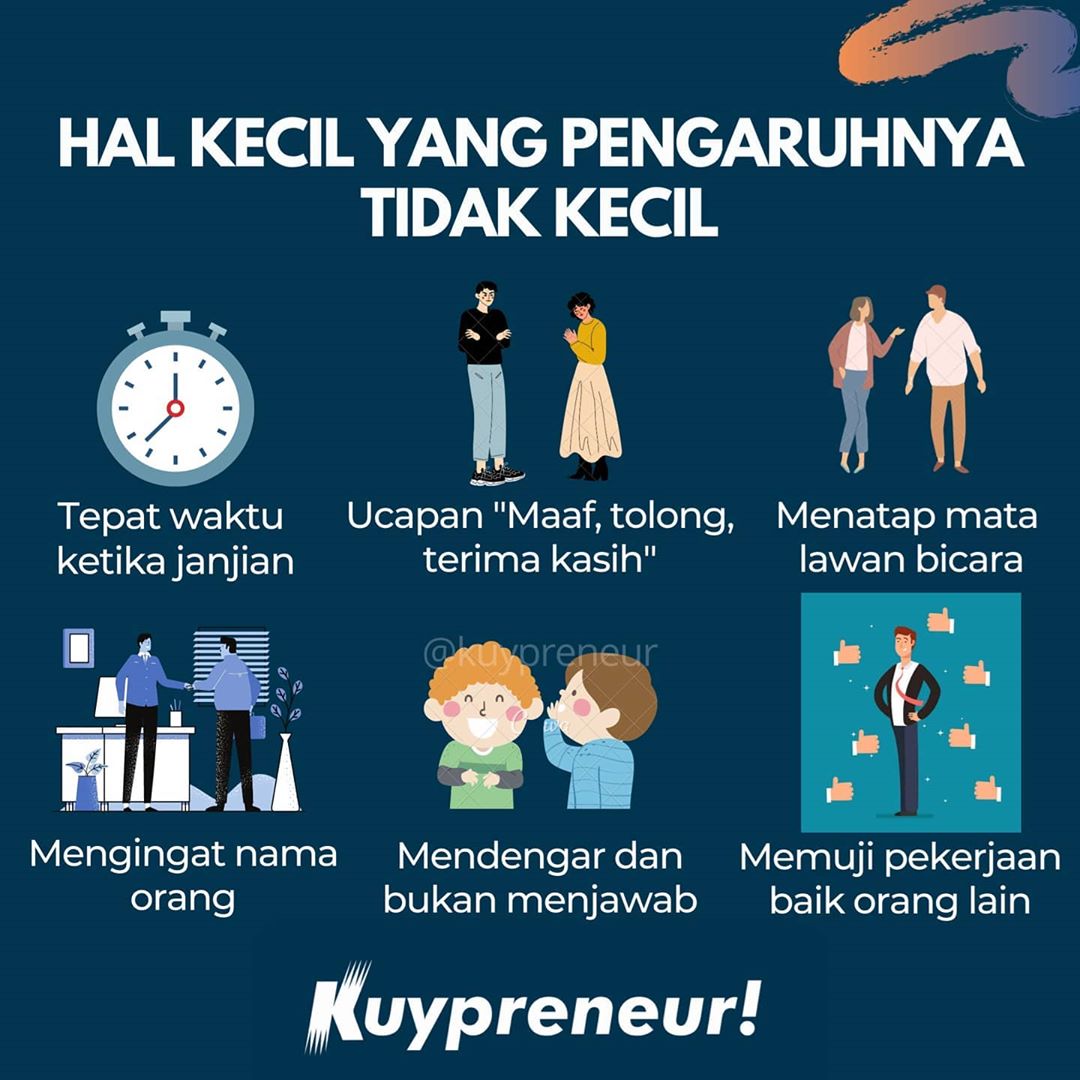 HAL KECIL YANG PENGARUHNYA
TIDAK KECIL
Tepat waktu
ketika janjian
Ucapan "Maaf, tolong,
terima kasih"
Menatap mata
lawan bicara
@kuypreneur
Canva
Mengingat nama
orang
Mendengar dan
bukan menjawab
Memuji pekerjaan
baik orang lain
Kuypreneur!